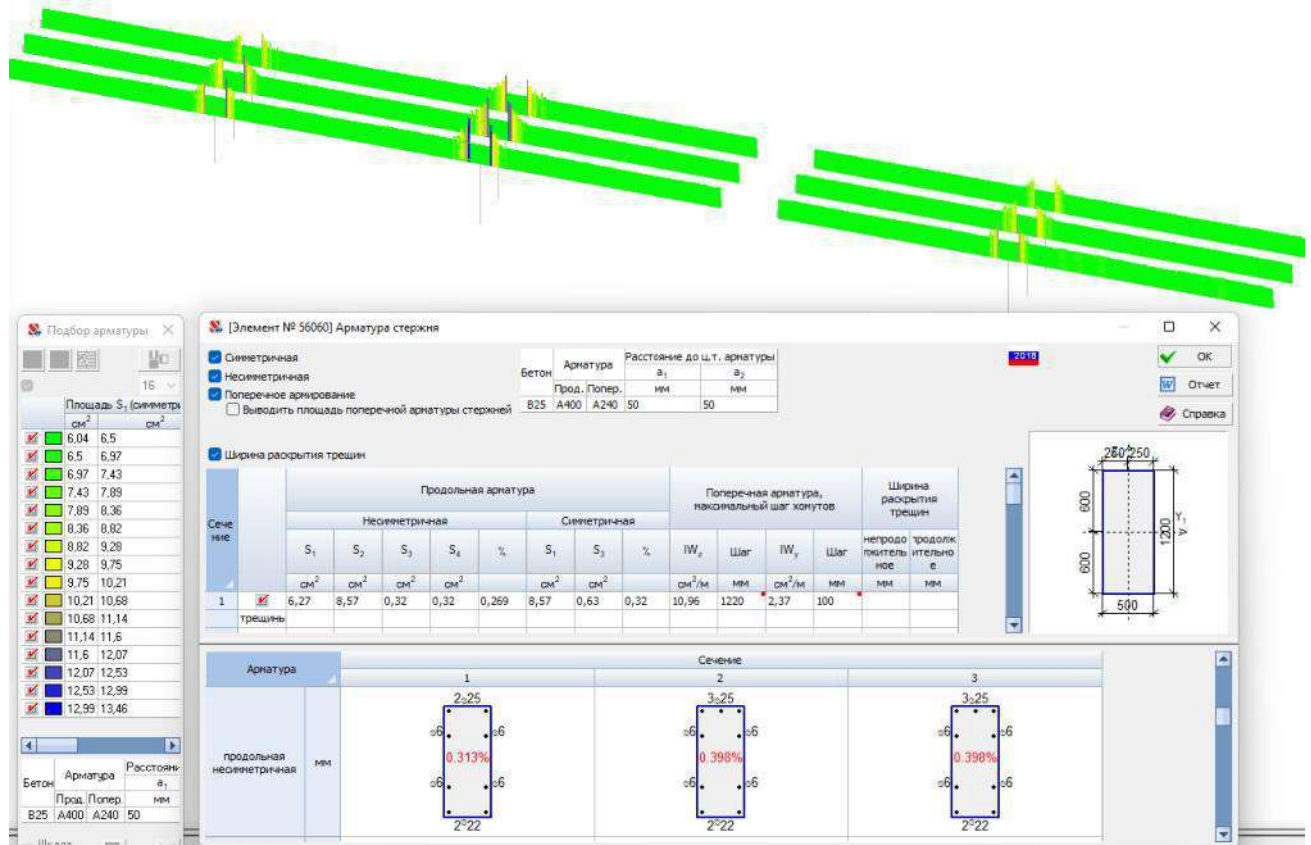 Подбор арматуры
16
Площадь S₁ (симметри
см² см²
6,04 6,5
6,5 6,97
6,97 7,43
7,43 7,89
7,89 8,36
8,36 8,82
8,82 9,28
9,28 9,75
9,75 10,21
10,21 10,68
10,68 11,14
11,14 11,6
11,6 12,07
12,07 12,53
12,53 12,99
12,99 13,46
Бетон Арматура Расстояни
a₁
Прод. Попер. мм
B25 A400 A240 50
Шкала
[Элемент № 56060] Арматура стержня
Симметричная
Несимметричная
Поперечное армирование
Выводить площадь поперечной арматуры стержней
Ширина раскрытия трещин
Бетон Арматура Расстояние до ц.т. арматуры
a₁ a₂
Прод. Попер. мм мм
B25 A400 A240 50 50
2018
OK
Отчет
Справка
Сече
ние
Продольная арматура
Поперечная арматура,
максимальный шаг хомутов
Ширина
раскрытия
трещин
Несимметричная Симметричная
S₁ S₂ S₃ S₄ % S₁ S₃ % IWz Шаг IWy Шаг
непродо
лжитель
ное
продолж
ительно
е
см² см² см² см² см² см² см²/м мм см²/м мм мм мм
1 6,27 8,57 0,32 0,32 0,269 8,57 0,63 0,32 10,96 1220 2,37 100
трещины
250 250
600
600
1200
Y₁
500
Арматура Сечение
1 2 3
продольная
несимметричная
мм
2⌀25 3⌀25 3⌀25
⌀6 ⌀6 ⌀6 ⌀6 ⌀6 ⌀6
0.313% 0.398% 0.398%
⌀6 ⌀6 ⌀6 ⌀6 ⌀6 ⌀6
2⌀22 2⌀22 2⌀22